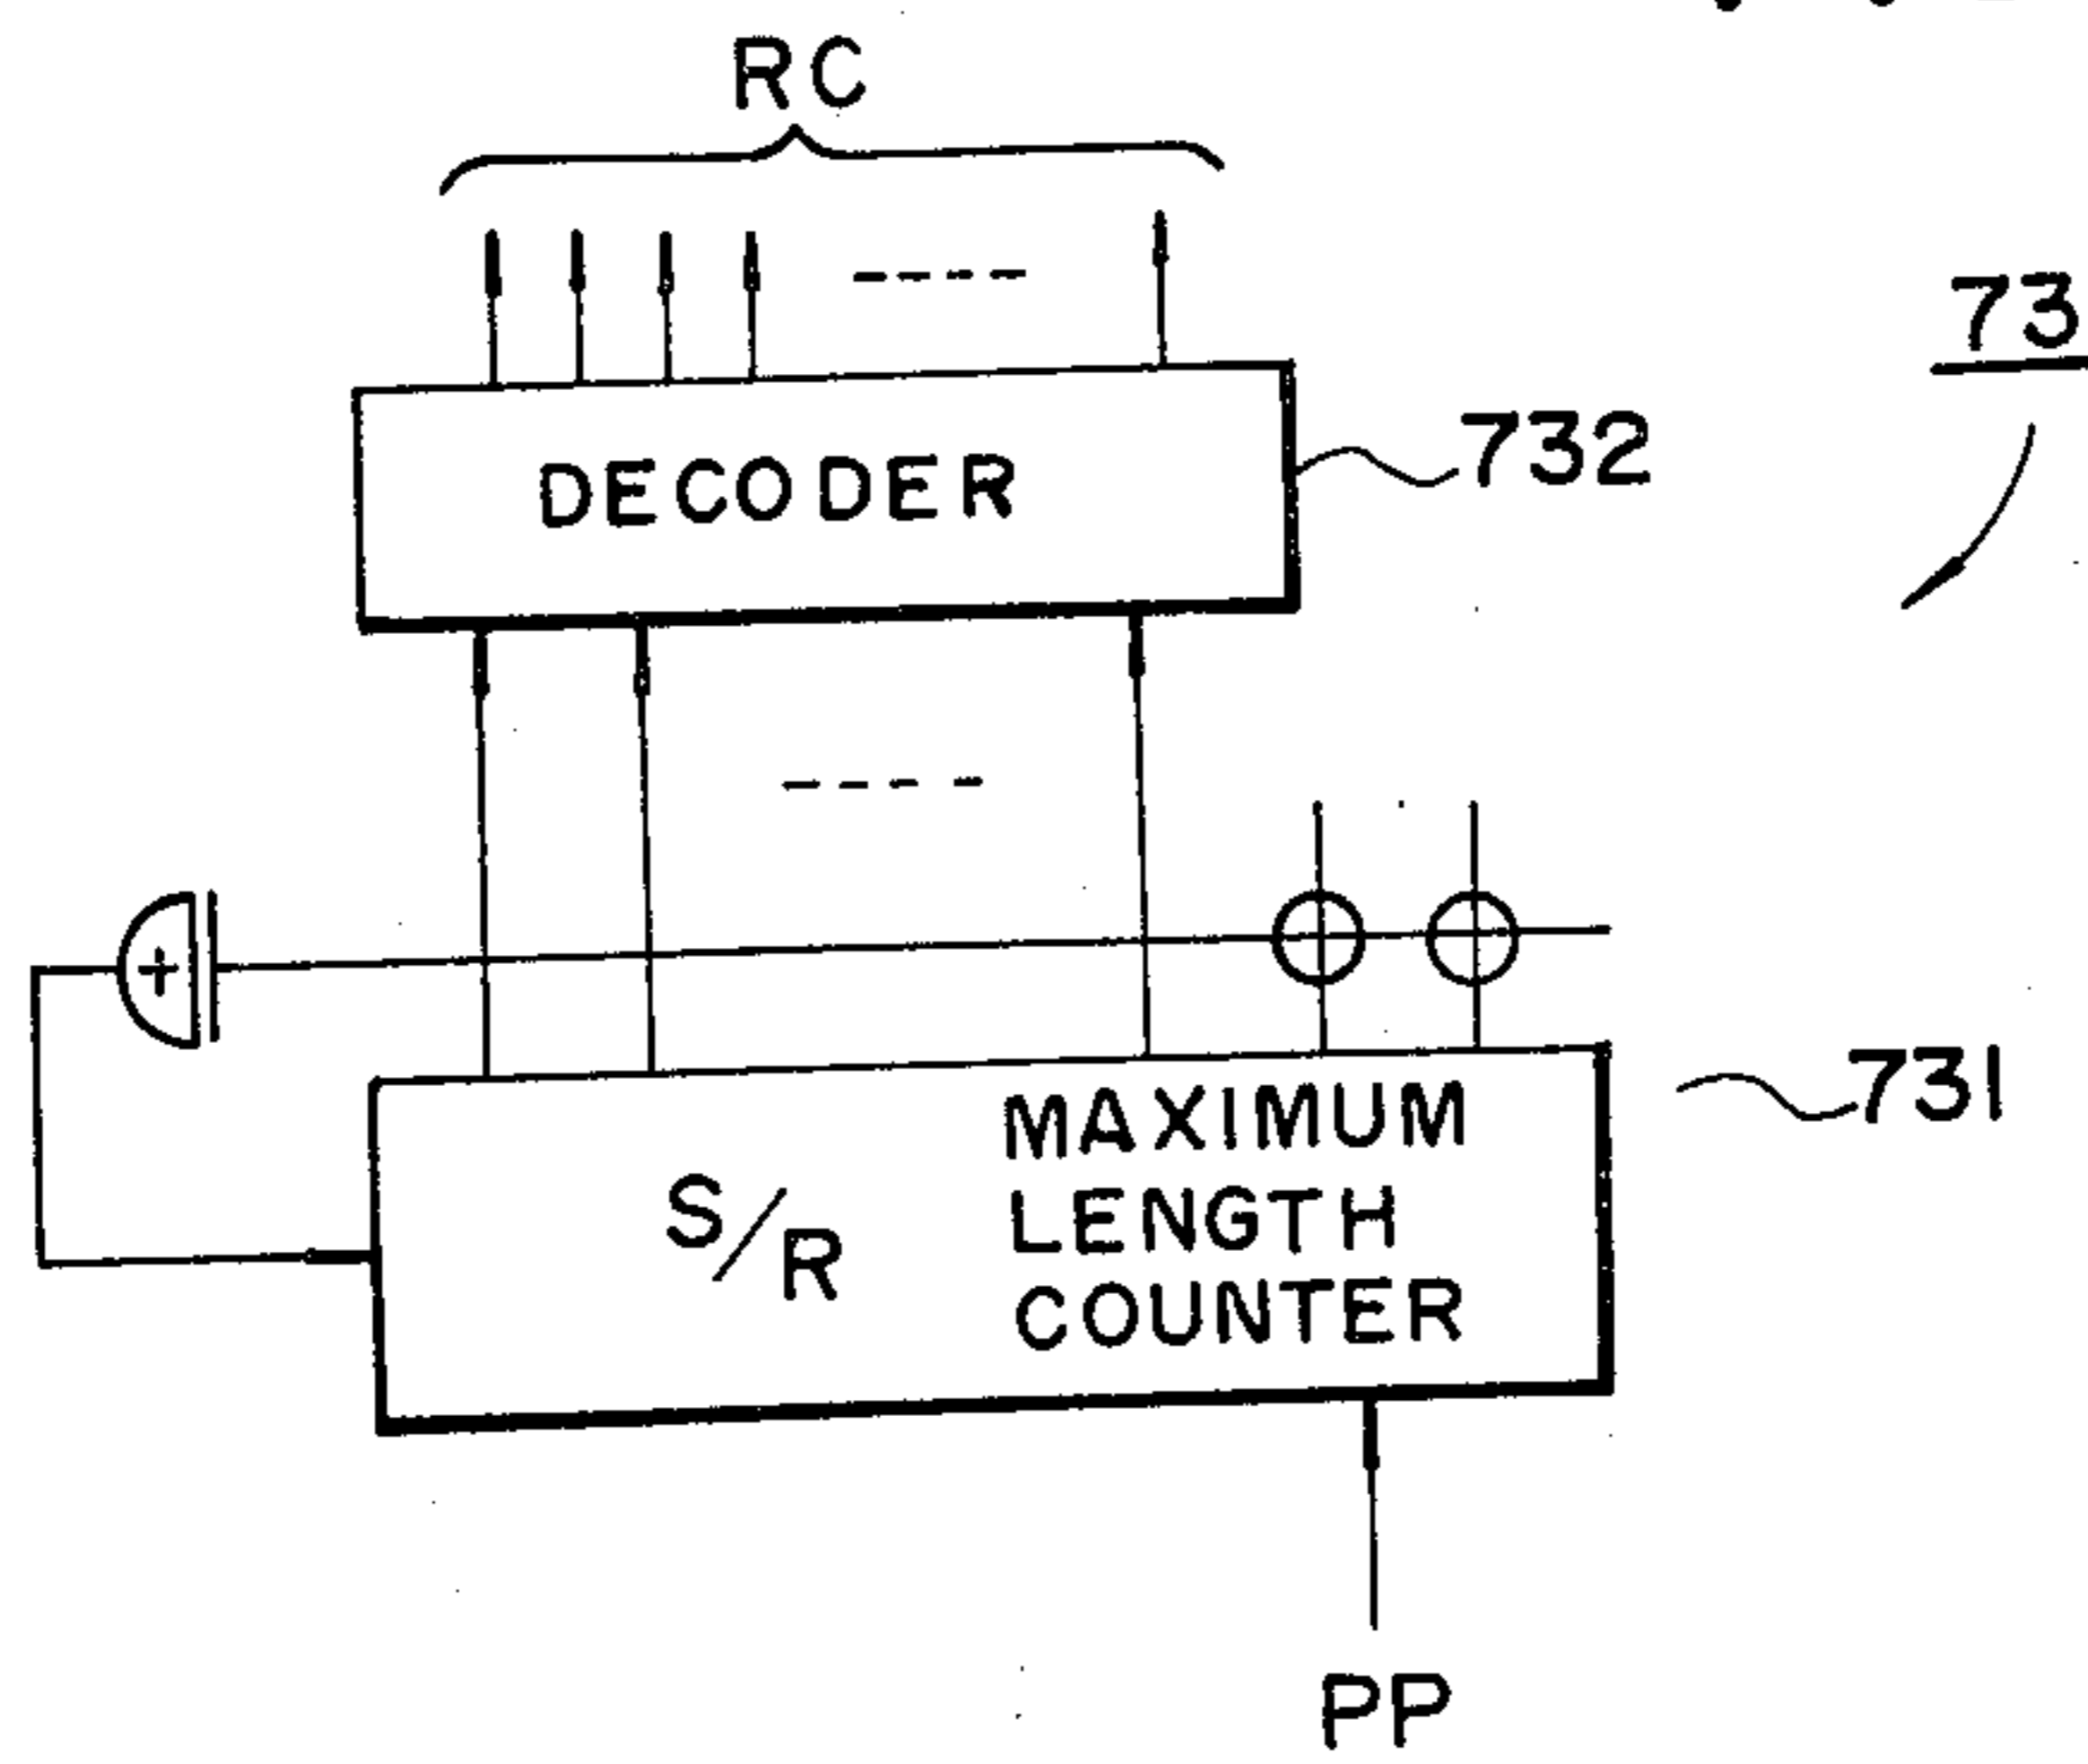 RC
73
DECODER
732
+
731
S/R
MAXIMUM
LENGTH
COUNTER
PP